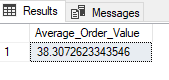 Results Messages
Average_Order_Value
1 38.3072623343546